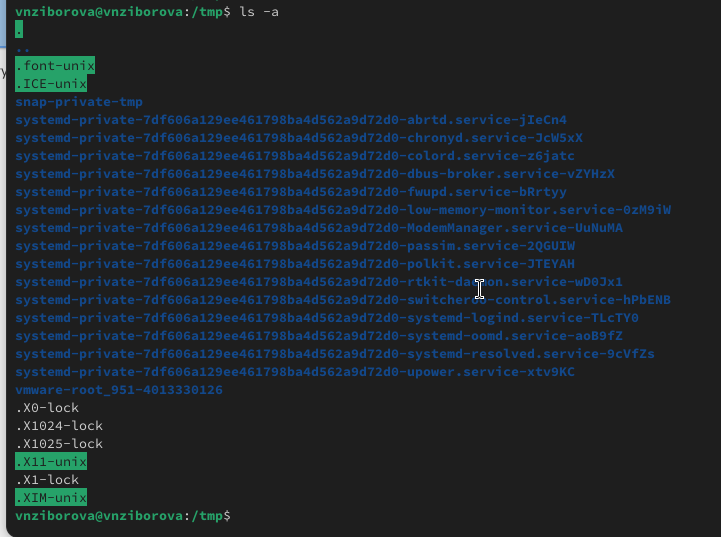 vnziborova@vnziborova:/tmp$ ls -a
.
..
.font-unix
.ICE-unix
snap-private-tmp
systemd-private-7df606a129ee461798ba4d562a9d72d0-abrtd.service-jIeCn4
systemd-private-7df606a129ee461798ba4d562a9d72d0-chronyd.service-JcW5xX
systemd-private-7df606a129ee461798ba4d562a9d72d0-colord.service-z6jatc
systemd-private-7df606a129ee461798ba4d562a9d72d0-dbus-broker.service-vZYHzX
systemd-private-7df606a129ee461798ba4d562a9d72d0-fwupd.service-bRrtyy
systemd-private-7df606a129ee461798ba4d562a9d72d0-low-memory-monitor.service-0zM9iW
systemd-private-7df606a129ee461798ba4d562a9d72d0-ModemManager.service-UuNuMA
systemd-private-7df606a129ee461798ba4d562a9d72d0-passim.service-2QGUIW
systemd-private-7df606a129ee461798ba4d562a9d72d0-polkit.service-JTEYAH
systemd-private-7df606a129ee461798ba4d562a9d72d0-rtkit-daemon.service-wD0Jx1
systemd-private-7df606a129ee461798ba4d562a9d72d0-switcheroo-control.service-hPbENB
systemd-private-7df606a129ee461798ba4d562a9d72d0-systemd-logind.service-TLcTY0
systemd-private-7df606a129ee461798ba4d562a9d72d0-systemd-oomd.service-aoB9fZ
systemd-private-7df606a129ee461798ba4d562a9d72d0-systemd-resolved.service-9cVfZs
systemd-private-7df606a129ee461798ba4d562a9d72d0-upower.service-xtv9KC
vmware-root_951-4013330126
.X0-lock
.X1024-lock
.X1025-lock
.X11-unix
.X1-lock
.XIM-unix
vnziborova@vnziborova:/tmp$